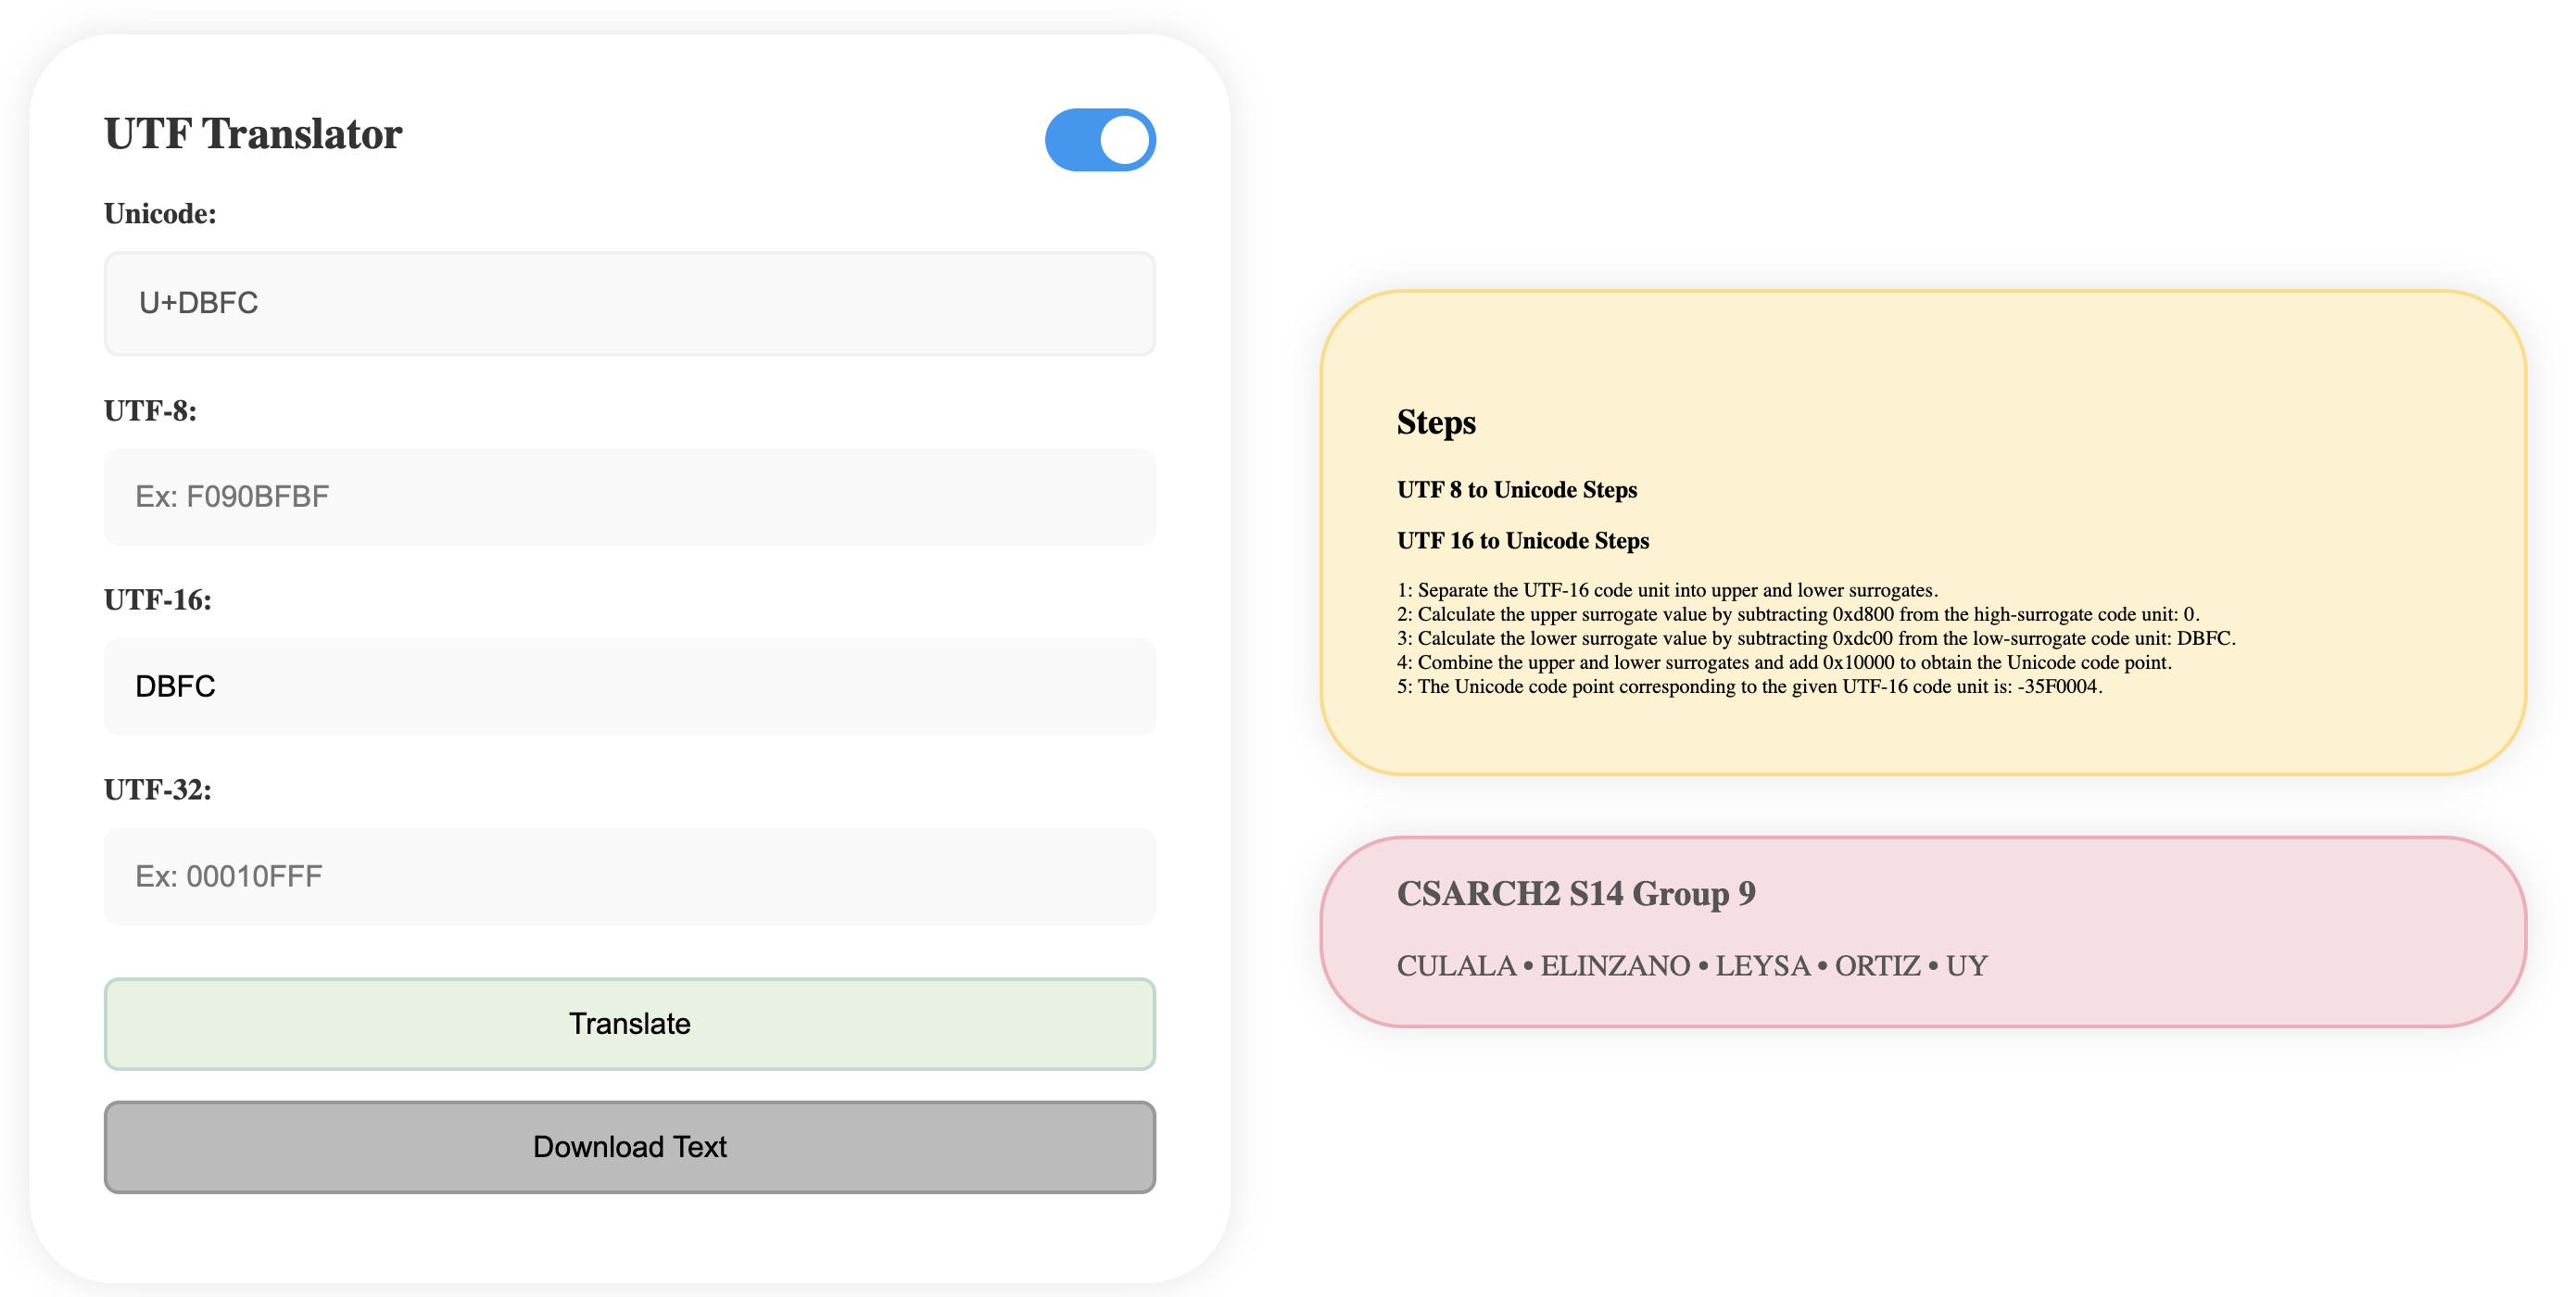 UTF Translator
Unicode:
U+DBFC
UTF-8:
Ex: F090BFBF
UTF-16:
DBFC
UTF-32:
Ex: 00010FFF
Translate
Download Text
Steps
UTF 8 to Unicode Steps
UTF 16 to Unicode Steps
1: Separate the UTF-16 code unit into upper and lower surrogates.
2: Calculate the upper surrogate value by subtracting 0xd800 from the high-surrogate code unit: 0.
3: Calculate the lower surrogate value by subtracting 0xdc00 from the low-surrogate code unit: DBFC.
4: Combine the upper and lower surrogates and add 0x10000 to obtain the Unicode code point.
5: The Unicode code point corresponding to the given UTF-16 code unit is: -35F0004.
CSARCH2 S14 Group 9
CULALA • ELINZANO • LEYSA • ORTIZ • UY